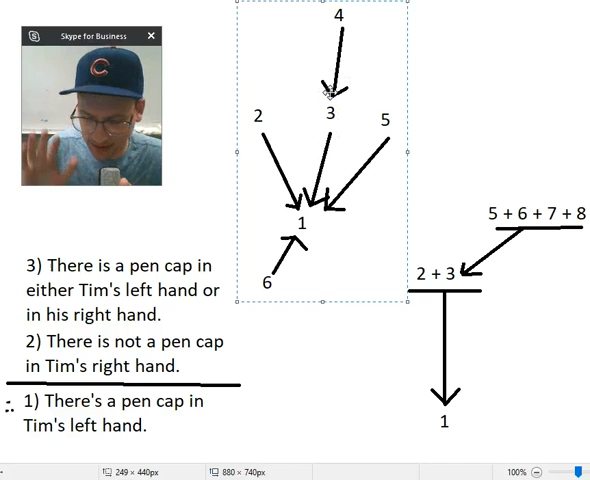 Skype for Business
C
4
2
3
5
1
6
5 + 6 + 7 + 8
2 + 3
1
3) There is a pen cap in
either Tim's left hand or
in his right hand.
2) There is not a pen cap
in Tim's right hand.
∴ 1) There's a pen cap in
Tim's left hand.
249 × 440px
880 × 740px
100%